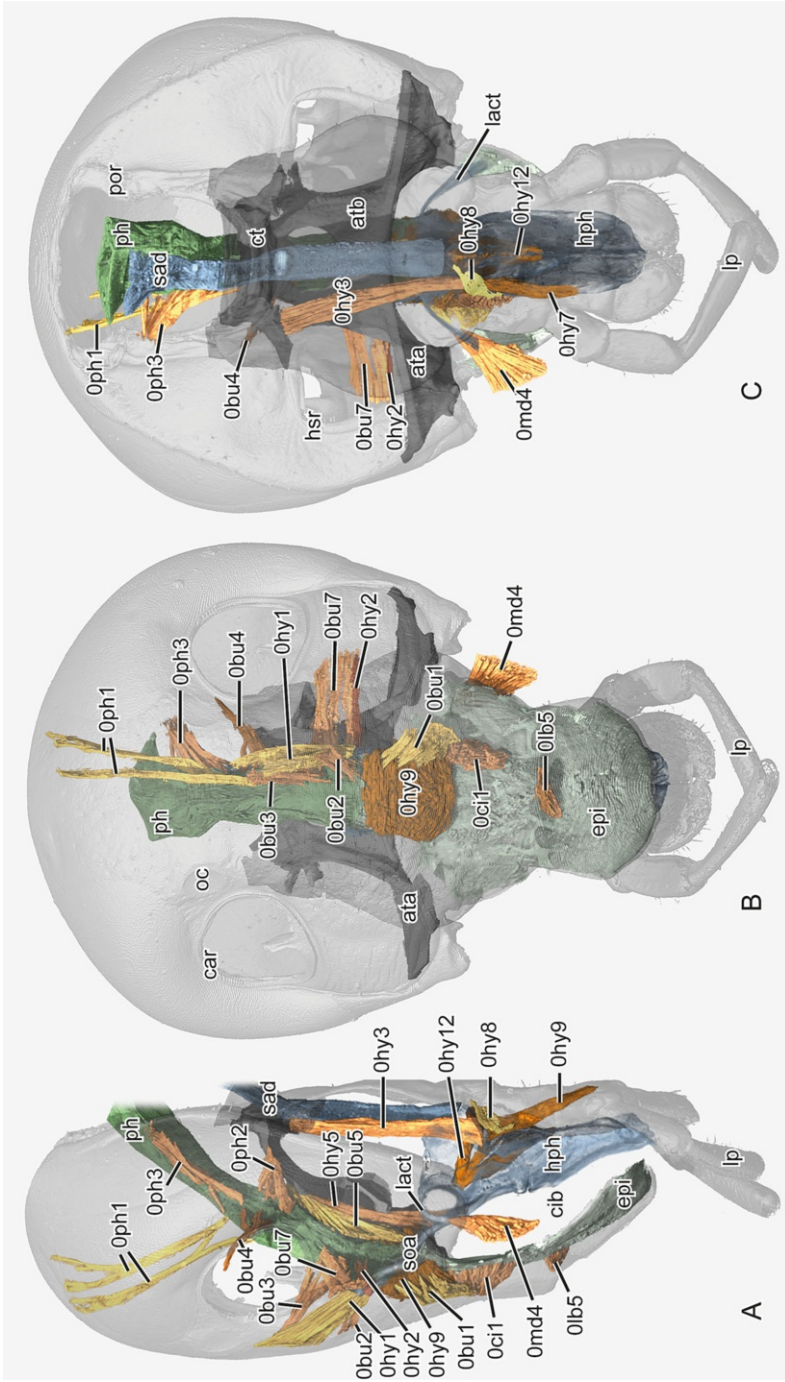 0ph1
ph
0ph3
0bu4
0bu3
0bu7
0ph2
sad
0bu2
0hy1
0hy2
0hy9
0bu1
0ci1
0md4
0lb5
soa
lact
0hy5
0bu5
0hy3
0hy12
0hy8
0hy9
hph
cib
epi
lp
A
car
oc
ph
0ph1
0ph3
0bu4
0hy1
0bu7
0hy2
0bu3
0bu2
0hy9
0bu1
ata
0ci1
0md4
0lb5
epi
lp
B
0ph1
0ph3
ph
por
sad
0bu4
ct
hsr
0hy3
atb
0bu7
0hy2
ata
lact
0hy8
0hy12
0md4
0hy7
hph
lp
C